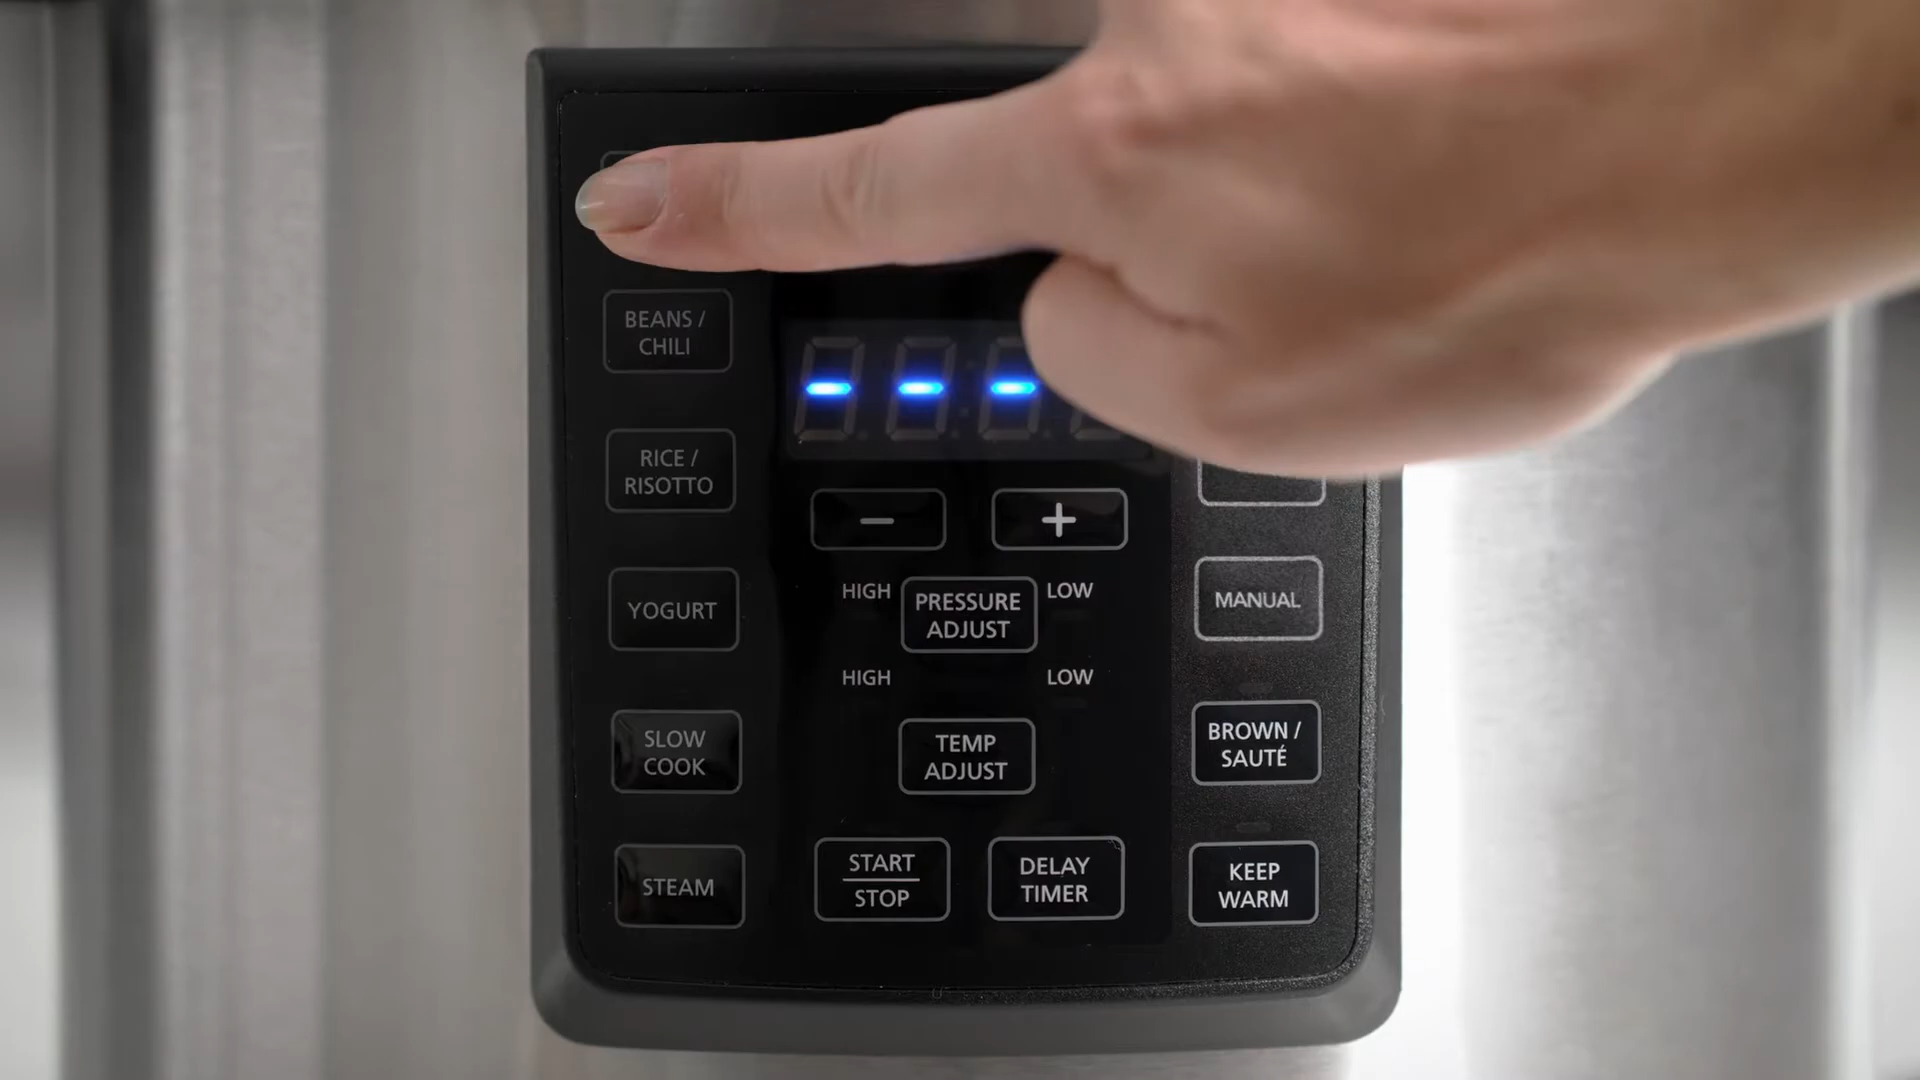 BEANS /
CHILI
RICE /
RISOTTO
YOGURT
SLOW
COOK
STEAM
- - -
−
+
HIGH
PRESSURE
ADJUST
LOW
HIGH
LOW
TEMP
ADJUST
START
STOP
DELAY
TIMER
MANUAL
BROWN /
SAUTÉ
KEEP
WARM